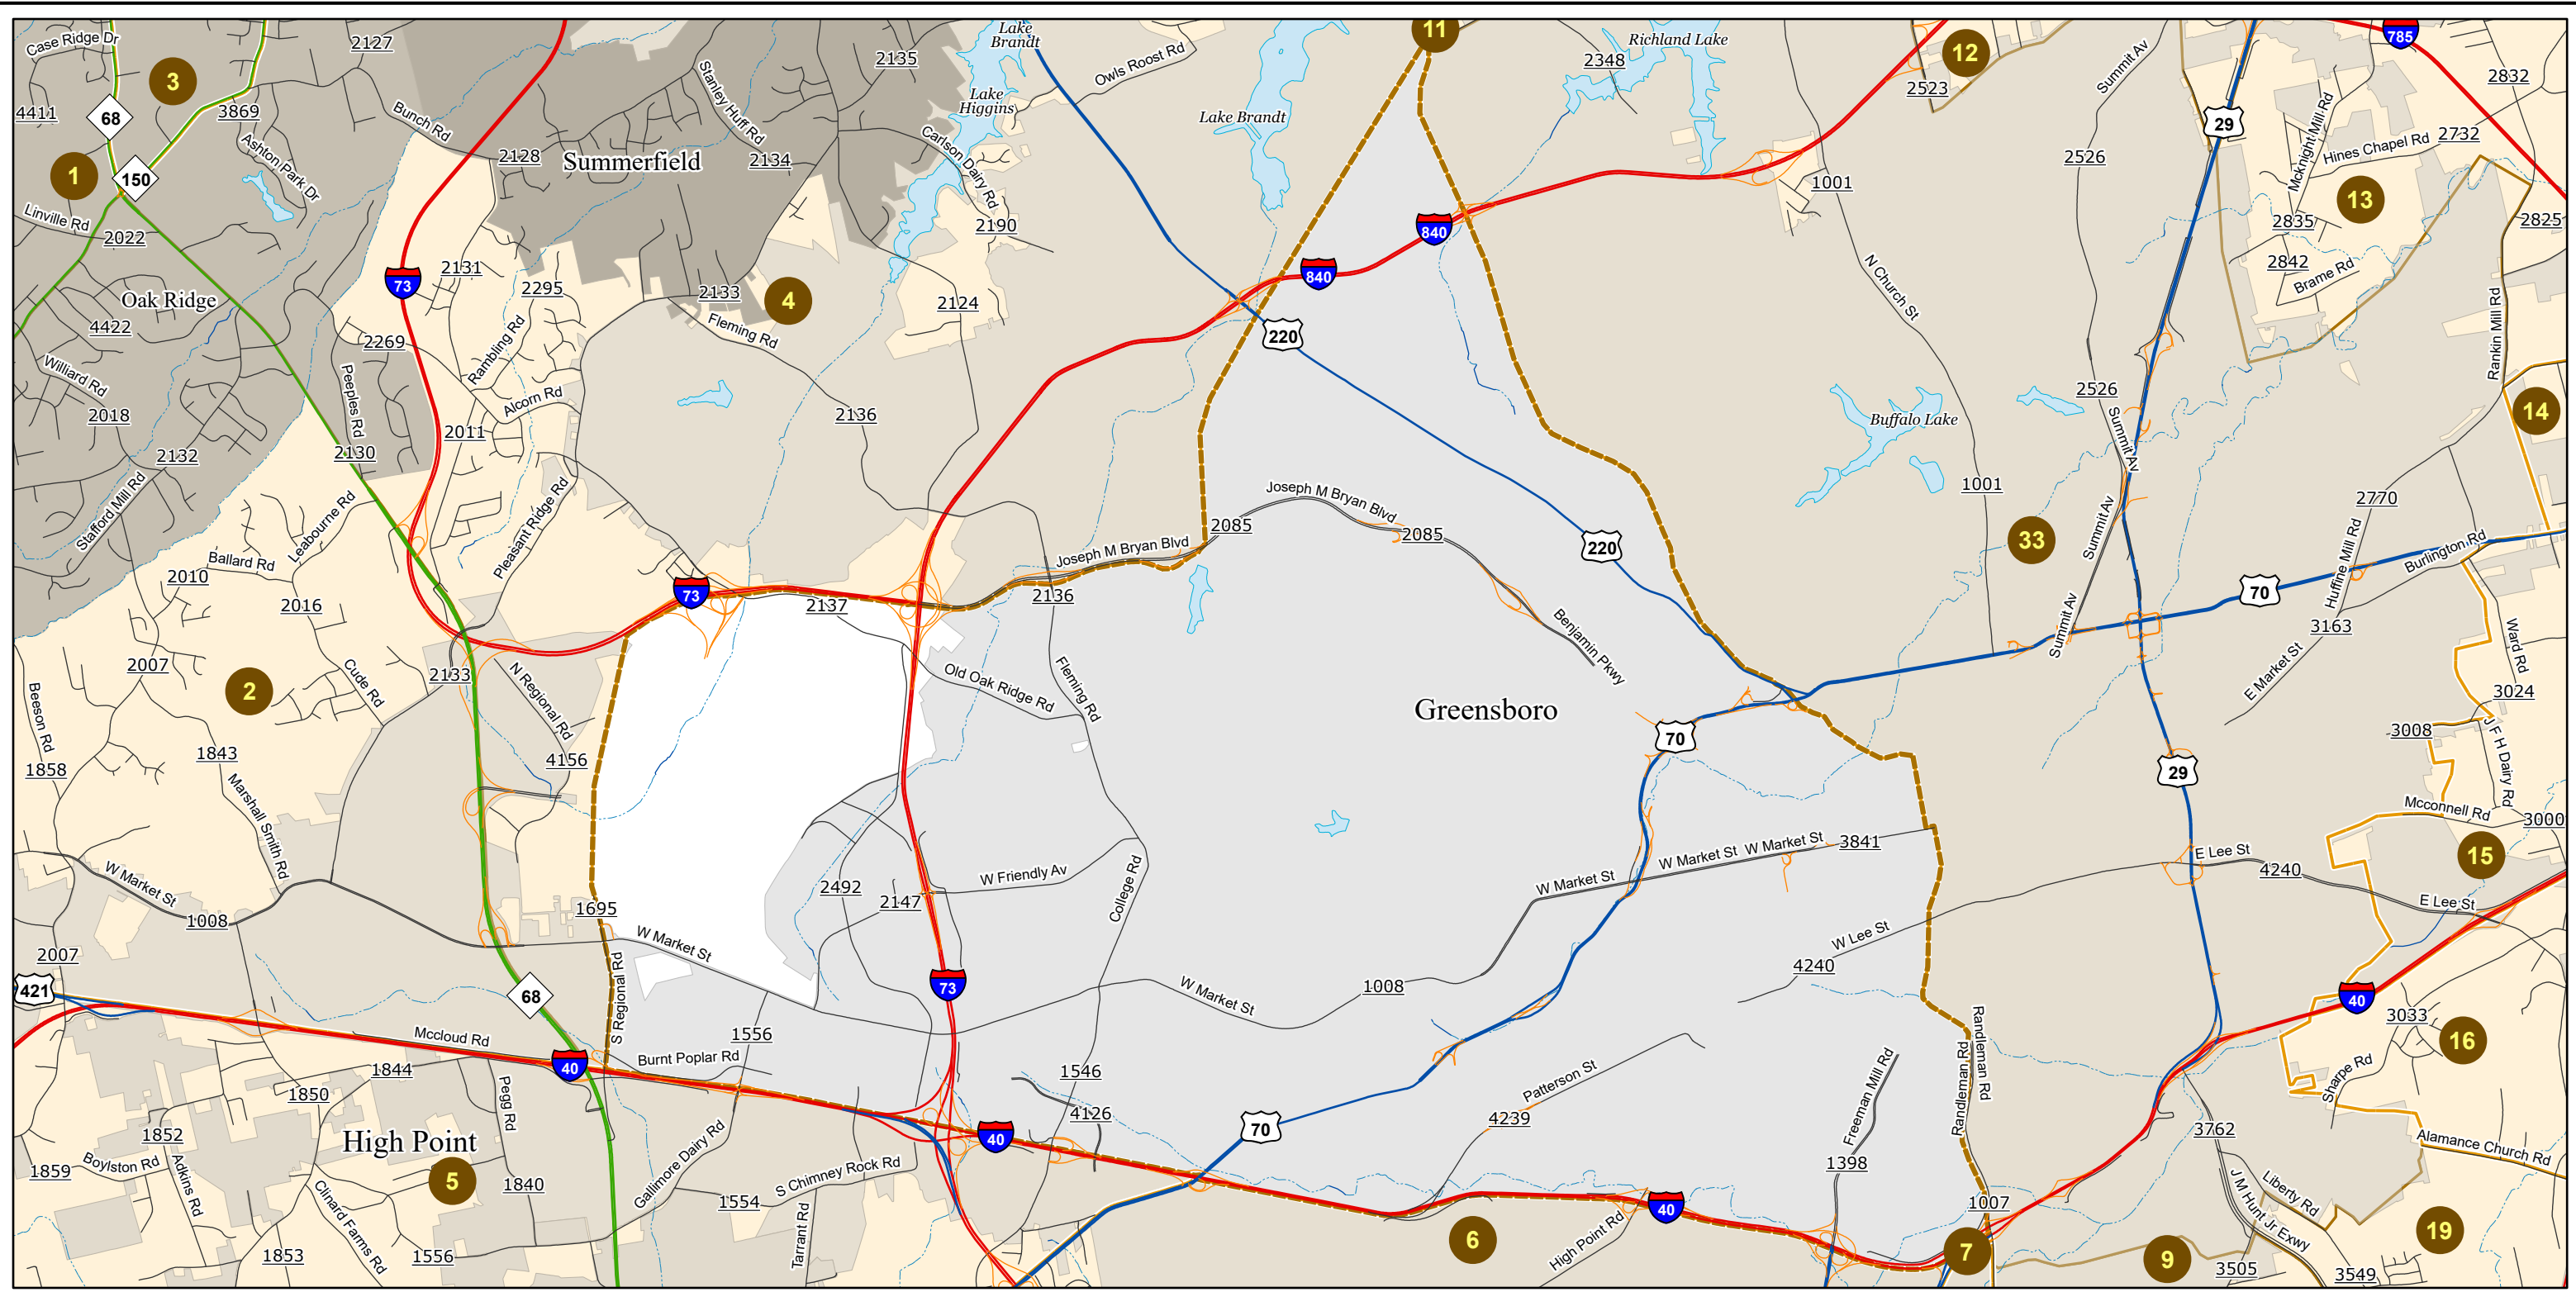 Case Ridge Dr
3
2127
2135
Lake
Brandt
Owls Roost Rd
11
2348
Richland Lake
12
Summit Av
785
2832
4411
68
3869
Bunch Rd
Stanley Huff Rd
Lake
Higgins
Lake Brandt
2523
29
Mcknight Mill Rd
Hines Chapel Rd
2732
1
150
Ashton Park Dr
2128
Summerfield
2134
Carlson Dairy Rd
2526
1001
13
Linville Rd
2022
2190
840
2835
2825
73
2131
2295
2133
4
2124
840
N Church St
2842
Brame Rd
Oak Ridge
4422
2269
Rambling Rd
Fleming Rd
220
Rankin Mill Rd
Williard Rd
2018
Peeples Rd
Alcorn Rd
2136
2526
Buffalo Lake
14
2011
2132
2130
Summit Av
Stafford Mill Rd
Leabourne Rd
Pleasant Ridge Rd
Joseph M Bryan Blvd
2085
2085
1001
2770
Ballard Rd
Joseph M Bryan Blvd
220
33
Summit Av
Huffine Mill Rd
Burlington Rd
2010
2016
73
2137
2136
Benjamin Pkwy
70
Summit Av
3163
Ward Rd
2007
2
Cude Rd
2133
N Regional Rd
Old Oak Ridge Rd
Fleming Rd
Greensboro
E Market St
3024
Beeson Rd
1858
1843
4156
70
29
3008
J F H Dairy Rd
Marshall Smith Rd
Mcconnell Rd
3000
W Market St
W Market St
3841
W Market St
1008
1695
2492
2147
W Friendly Av
College Rd
W Market St
E Lee St
4240
15
E Lee St
2007
421
68
W Market St
S Regional Rd
73
W Market St
1008
W Lee St
4240
40
Mccloud Rd
40
Burnt Poplar Rd
1556
1546
4126
Patterson St
4239
Freeman Mill Rd
Randleman Rd
Randleman Rd
3033
16
Sharpe Rd
1844
1850
Pegg Rd
1852
High Point
40
70
3762
Alamance Church Rd
1859
Boylston Rd
Adkins Rd
5
1840
Gallimore Dairy Rd
1554
S Chimney Rock Rd
1398
Liberty Rd
J M Hunt Jr Exwy
Clinard Farms Rd
Tarrant Rd
6
High Point Rd
40
1007
7
9
19
1853
1556
3505
3549